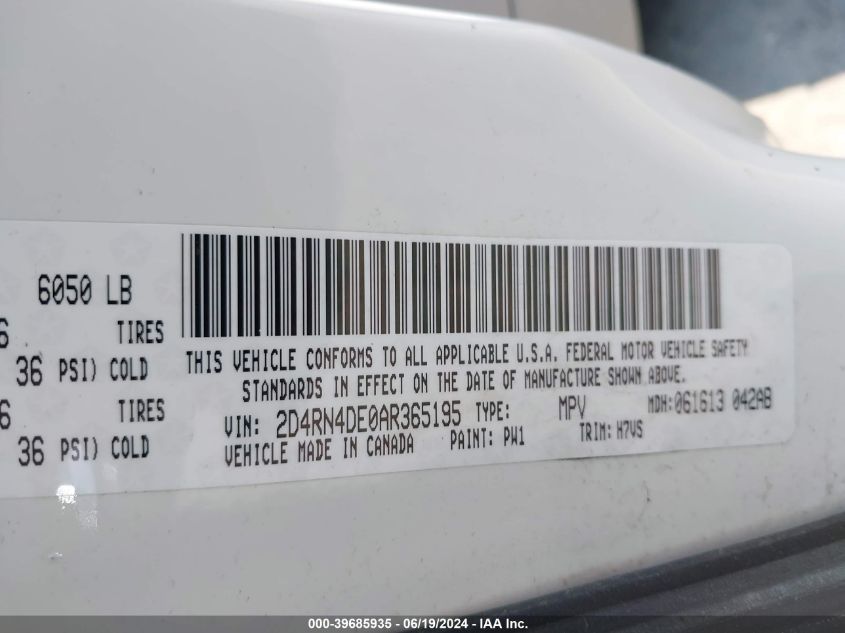 6050 LB
6 TIRES
36 PSI) COLD
6 TIRES
36 PSI) COLD
THIS VEHICLE CONFORMS TO ALL APPLICABLE U.S.A. FEDERAL MOTOR VEHICLE SAFETY
STANDARDS IN EFFECT ON THE DATE OF MANUFACTURE SHOWN ABOVE.
VIN: 2D4RN4DE0AR365195 TYPE: MPV MDH:061613 042AB
VEHICLE MADE IN CANADA PAINT: PW1 TRIM: H7VS
000-39685935 - 06/19/2024 - IAA Inc.